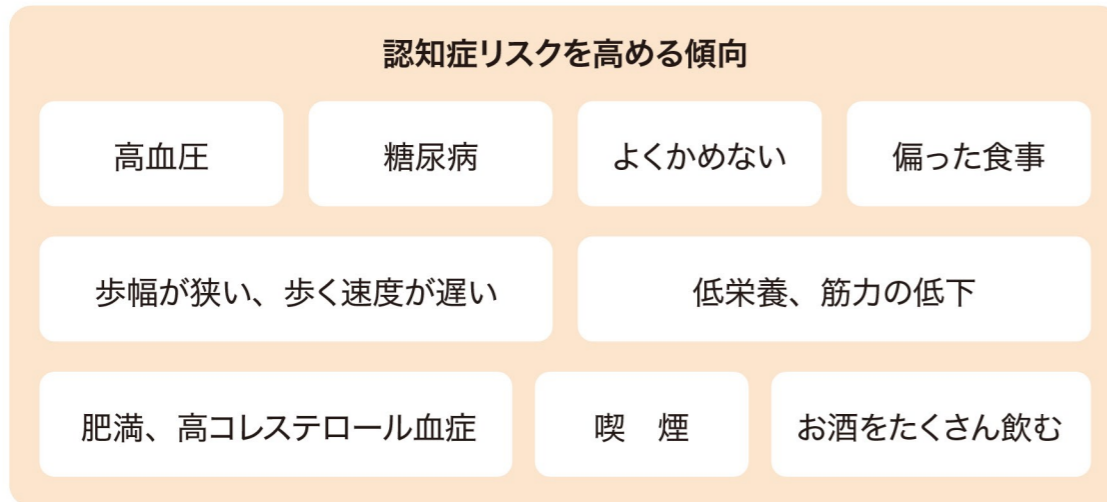 認知症リスクを高める傾向
高血圧
糖尿病
よくかめない
偏った食事
歩幅が狭い、歩く速度が遅い
低栄養、筋力の低下
肥満、高コレステロール血症
喫　煙
お酒をたくさん飲む